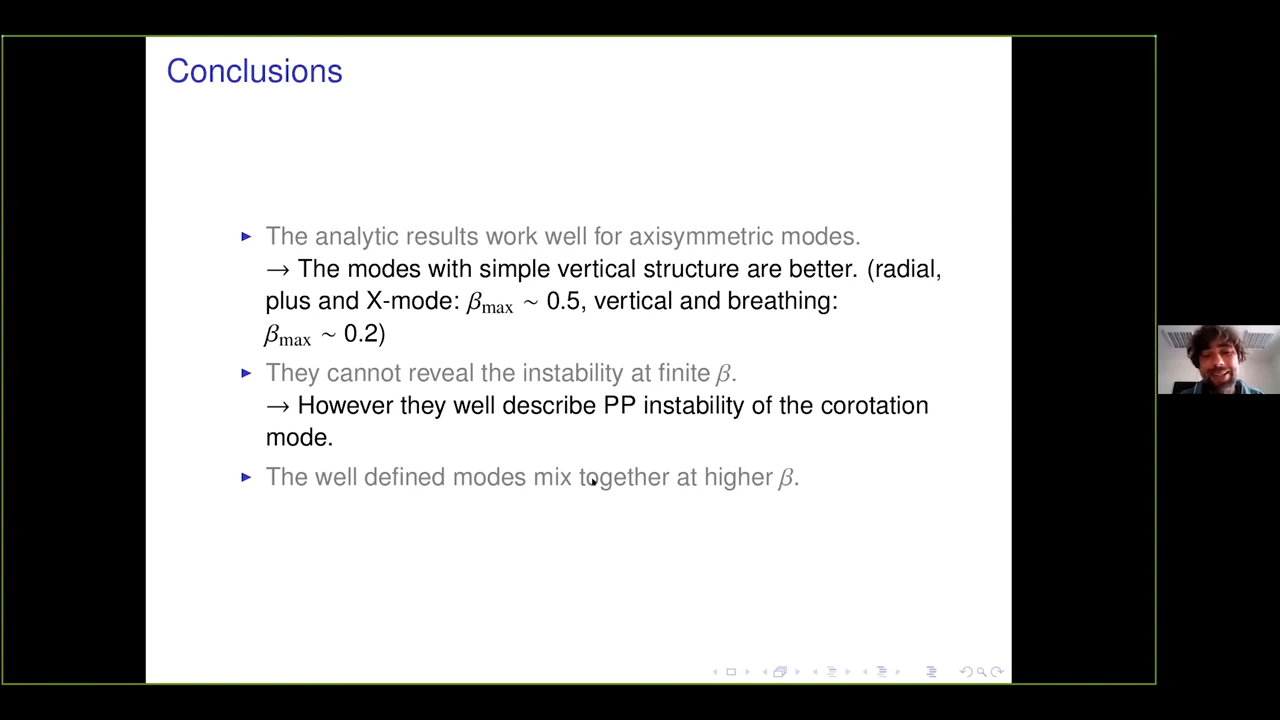 Conclusions
The analytic results work well for axisymmetric modes.
→ The modes with simple vertical structure are better. (radial,
plus and X-mode: βmax ∼ 0.5, vertical and breathing:
βmax ∼ 0.2)
They cannot reveal the instability at finite β.
→ However they well describe PP instability of the corotation
mode.
The well defined modes mix together at higher β.